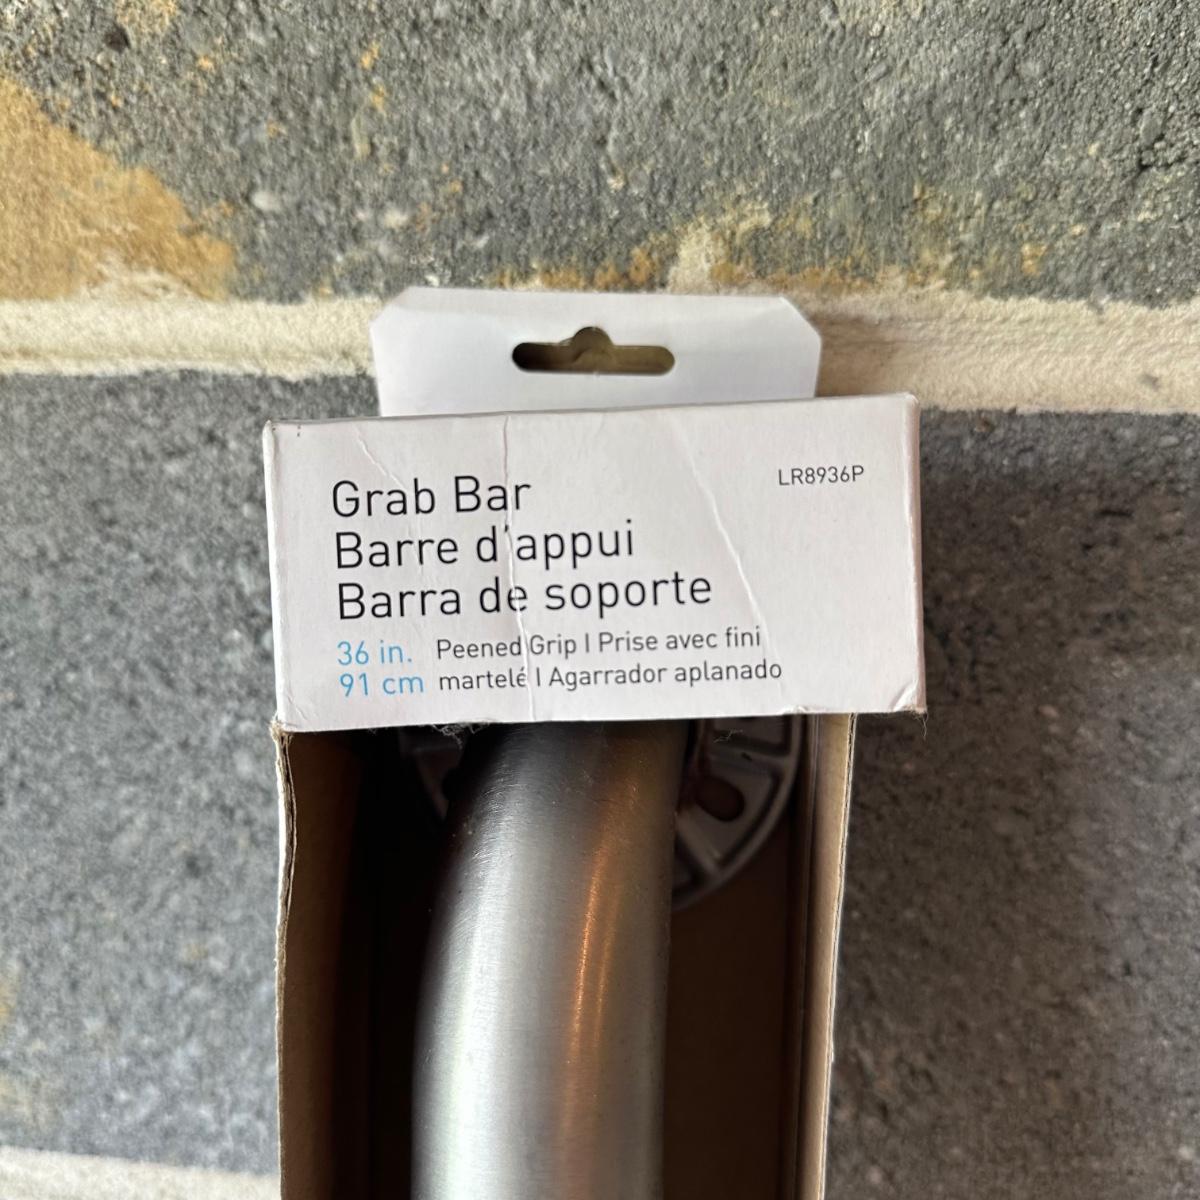 LR8936P
Grab Bar
Barre d'appui
Barra de soporte
36 in. Peened Grip | Prise avec fini
91 cm martelé | Agarrador aplanado